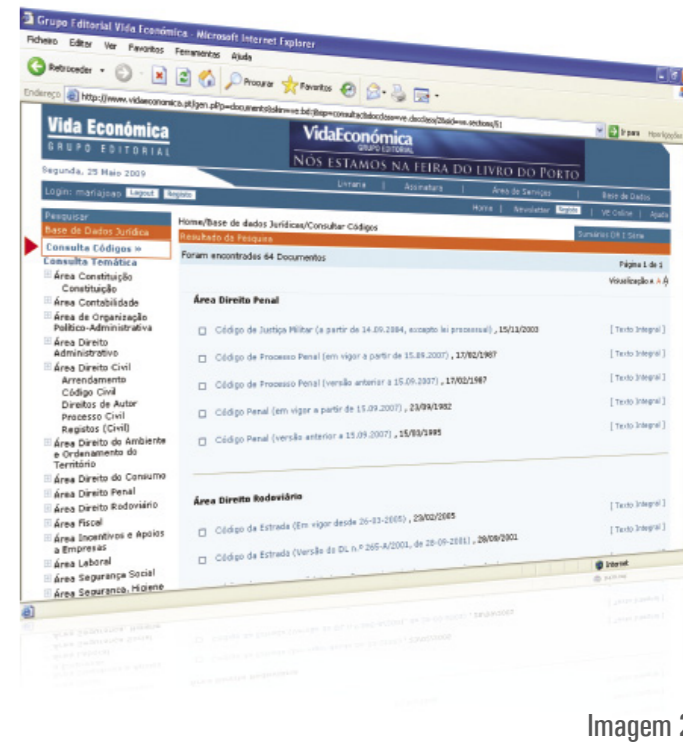 Grupo Editorial Vida Económica - Microsoft Internet Explorer
Ficheiro Editar Ver Favoritos Ferramentas Ajuda
Retroceder Procurar Favoritos
Endereço
Ir para
Vida Económica
GRUPO EDITORIAL
VidaEconómica
GRUPO EDITORIAL
NÓS ESTAMOS NA FEIRA DO LIVRO DO PORTO
Segunda, 25 Maio 2009
Livraria | Assinatura | Área de Serviços | Base de Dados
Login: mariajoao Logout Registo
Home | Newsletter Registo | VE Online | Ajuda
Pesquisar
Base de Dados Jurídica
Consulta Códigos »
Consulta Temática
Área Constituição
Constituição
Área Contabilidade
Área de Organização
Político-Administrativa
Área Direito
Administrativo
Área Direito Civil
Arrendamento
Código Civil
Direitos de Autor
Processo Civil
Registos (Civil)
Área Direito do Ambiente
e Ordenamento do
Território
Área Direito do Consumo
Área Direito Penal
Área Direito Rodoviário
Área Fiscal
Área Incentivos e Apoios
a Empresas
Área Laboral
Área Segurança Social
Área Segurança, Higiene
Home/Base de dados Jurídicas/Consultar Códigos
Sumários DR I Série
Resultado da Pesquisa
Foram encontrados 64 Documentos
Página 1 de 1
Visualização » A A
Área Direito Penal
Código de Justiça Militar (a partir de 14.09.2004, excepto lei processual) , 15/11/2003 [ Texto Integral ]
Código de Processo Penal (em vigor a partir de 15.09.2007) , 17/02/1987 [ Texto Integral ]
Código de Processo Penal (versão anterior a 15.09.2007) , 17/02/1987 [ Texto Integral ]
Código Penal (em vigor a partir de 15.09.2007) , 23/09/1982 [ Texto Integral ]
Código Penal (versão anterior a 15.09.2007) , 15/03/1995 [ Texto Integral ]
Área Direito Rodoviário
Código da Estrada (Em vigor desde 26-03-2005) , 23/02/2005 [ Texto Integral ]
Código da Estrada (Versão do DL n.º 265-A/2001, de 28-09-2001) , 28/09/2001 [ Texto Integral ]
Internet
Imagem 2